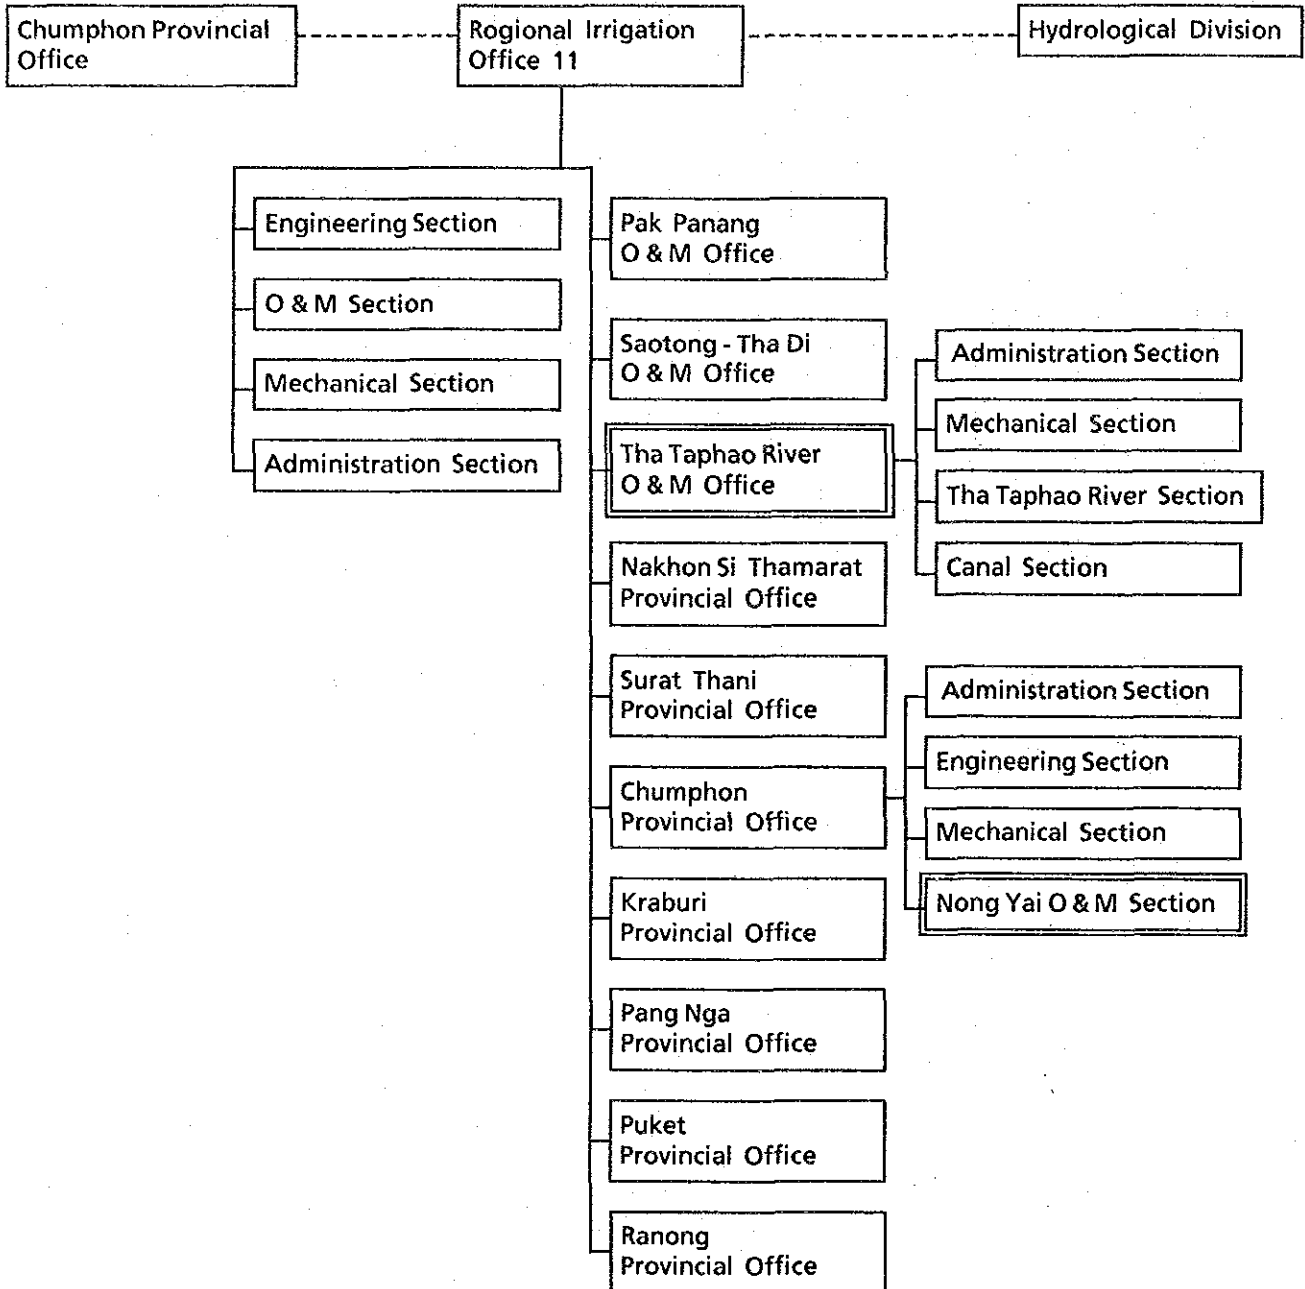 Chumphon Provincial
Office
Rogional Irrigation
Office 11
Hydrological Division
Engineering Section
O & M Section
Mechanical Section
Administration Section
Pak Panang
O & M Office
Saotong - Tha Di
O & M Office
Tha Taphao River
O & M Office
Nakhon Si Thamarat
Provincial Office
Surat Thani
Provincial Office
Chumphon
Provincial Office
Kraburi
Provincial Office
Pang Nga
Provincial Office
Puket
Provincial Office
Ranong
Provincial Office
Administration Section
Mechanical Section
Tha Taphao River Section
Canal Section
Administration Section
Engineering Section
Mechanical Section
Nong Yai O & M Section